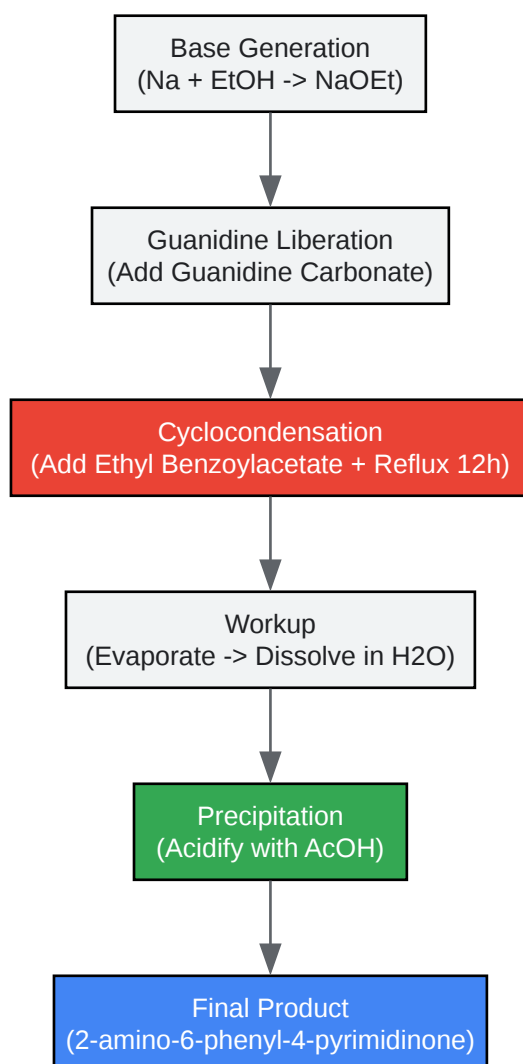 Base Generation
(Na + EtOH -> NaOEt)
Guanidine Liberation
(Add Guanidine Carbonate)
Cyclocondensation
(Add Ethyl Benzoylacetate + Reflux 12h)
Workup
(Evaporate -> Dissolve in H2O)
Precipitation
(Acidify with AcOH)
Final Product
(2-amino-6-phenyl-4-pyrimidinone)